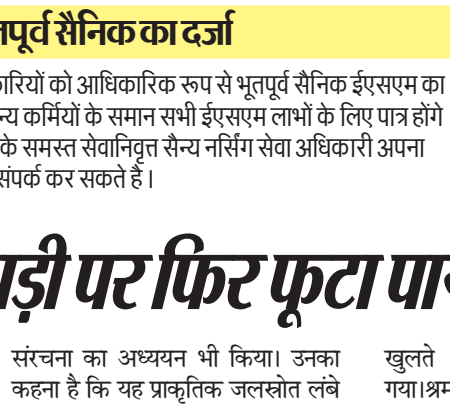 तपूर्व सैनिक का दर्जा
कारियों को आधिकारिक रूप से भूतपूर्व सैनिक ईएसएम का
न्य कर्मियों के समान सभी ईएसएम लाभों के लिए पात्र होंगे
के समस्त सेवानिवृत्त सैन्य नर्सिंग सेवा अधिकारी अपना
संपर्क कर सकते है।
ड़ी पर फिर फूटा
संरचना का अध्ययन भी किया। उनका
कहना है कि यह प्राकृतिक जलस्रोत लंबे
खुलते
गया।श्रम